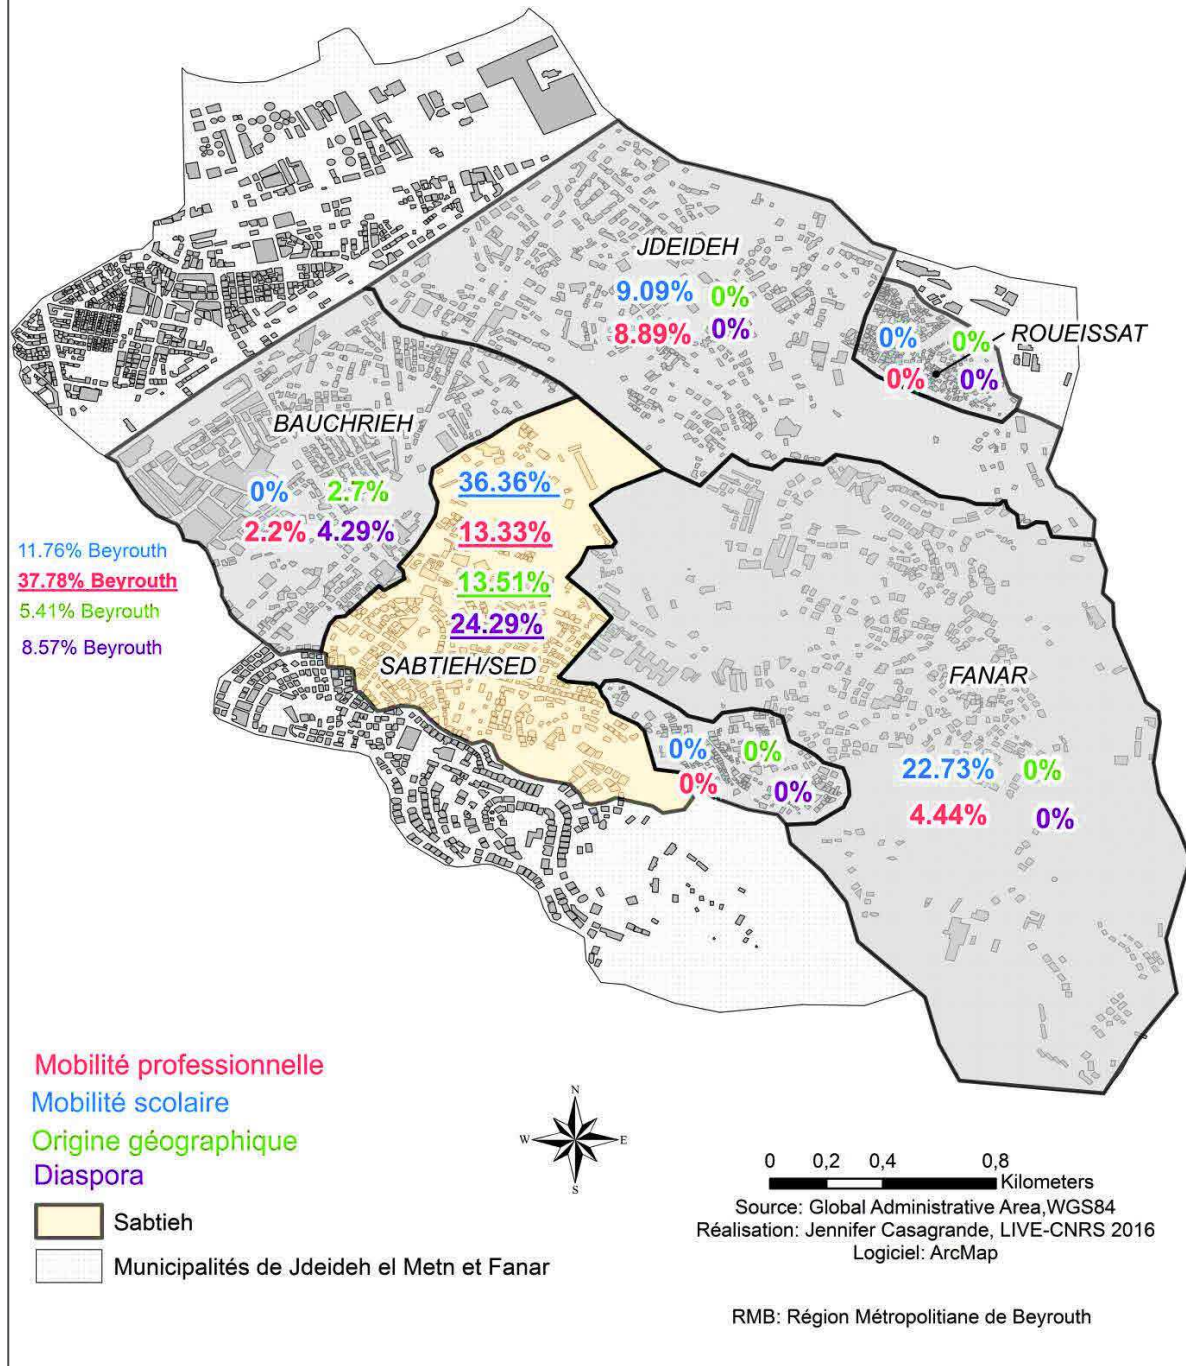 JDEIDEH
9.09% 0%
8.89% 0%
ROUEISSAT
0% 0%
0% 0%
BAUCHRIEH
0% 2.7%
2.2% 4.29%
36.36%
13.33%
13.51%
24.29%
SABTIEH/SED
11.76% Beyrouth
37.78% Beyrouth
5.41% Beyrouth
8.57% Beyrouth
FANAR
22.73% 0%
4.44% 0%
0% 0%
0% 0%
Mobilité professionnelle
Mobilité scolaire
Origine géographique
Diaspora
Sabtieh
Municipalités de Jdeideh el Metn et Fanar
N
W E
S
0 0,2 0,4 0,8
Kilometers
Source: Global Administrative Area,WGS84
Réalisation: Jennifer Casagrande, LIVE-CNRS 2016
Logiciel: ArcMap
RMB: Région Métropolitiane de Beyrouth